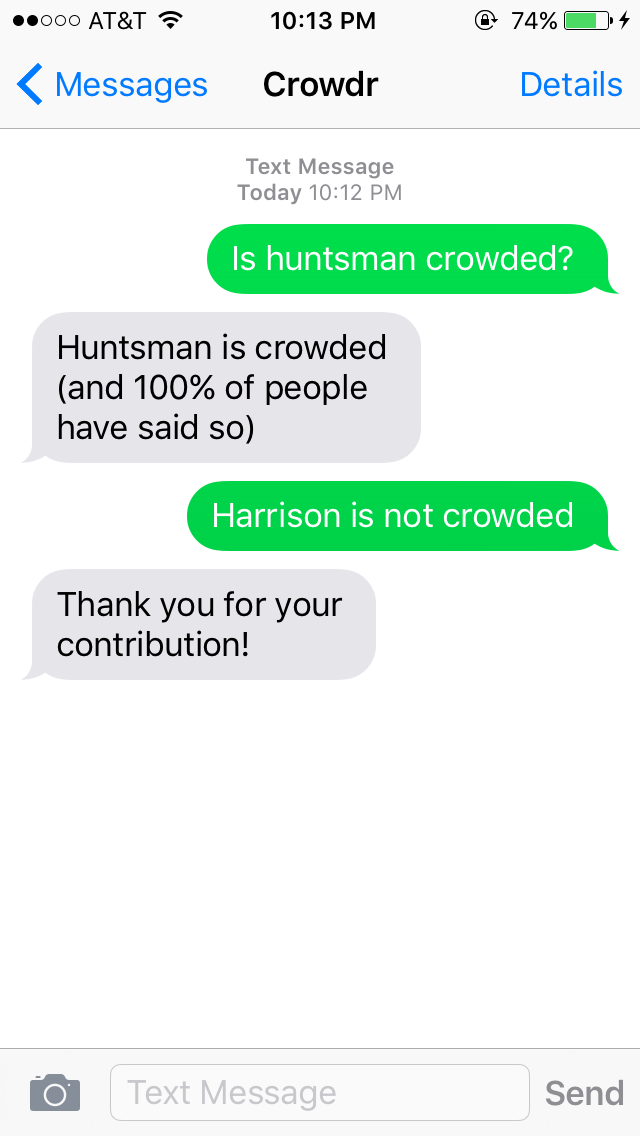 AT&T 10:13 PM 74%
Messages Crowdr Details
Text Message
Today 10:12 PM
Is huntsman crowded?
Huntsman is crowded
(and 100% of people
have said so)
Harrison is not crowded
Thank you for your
contribution!
Text Message Send